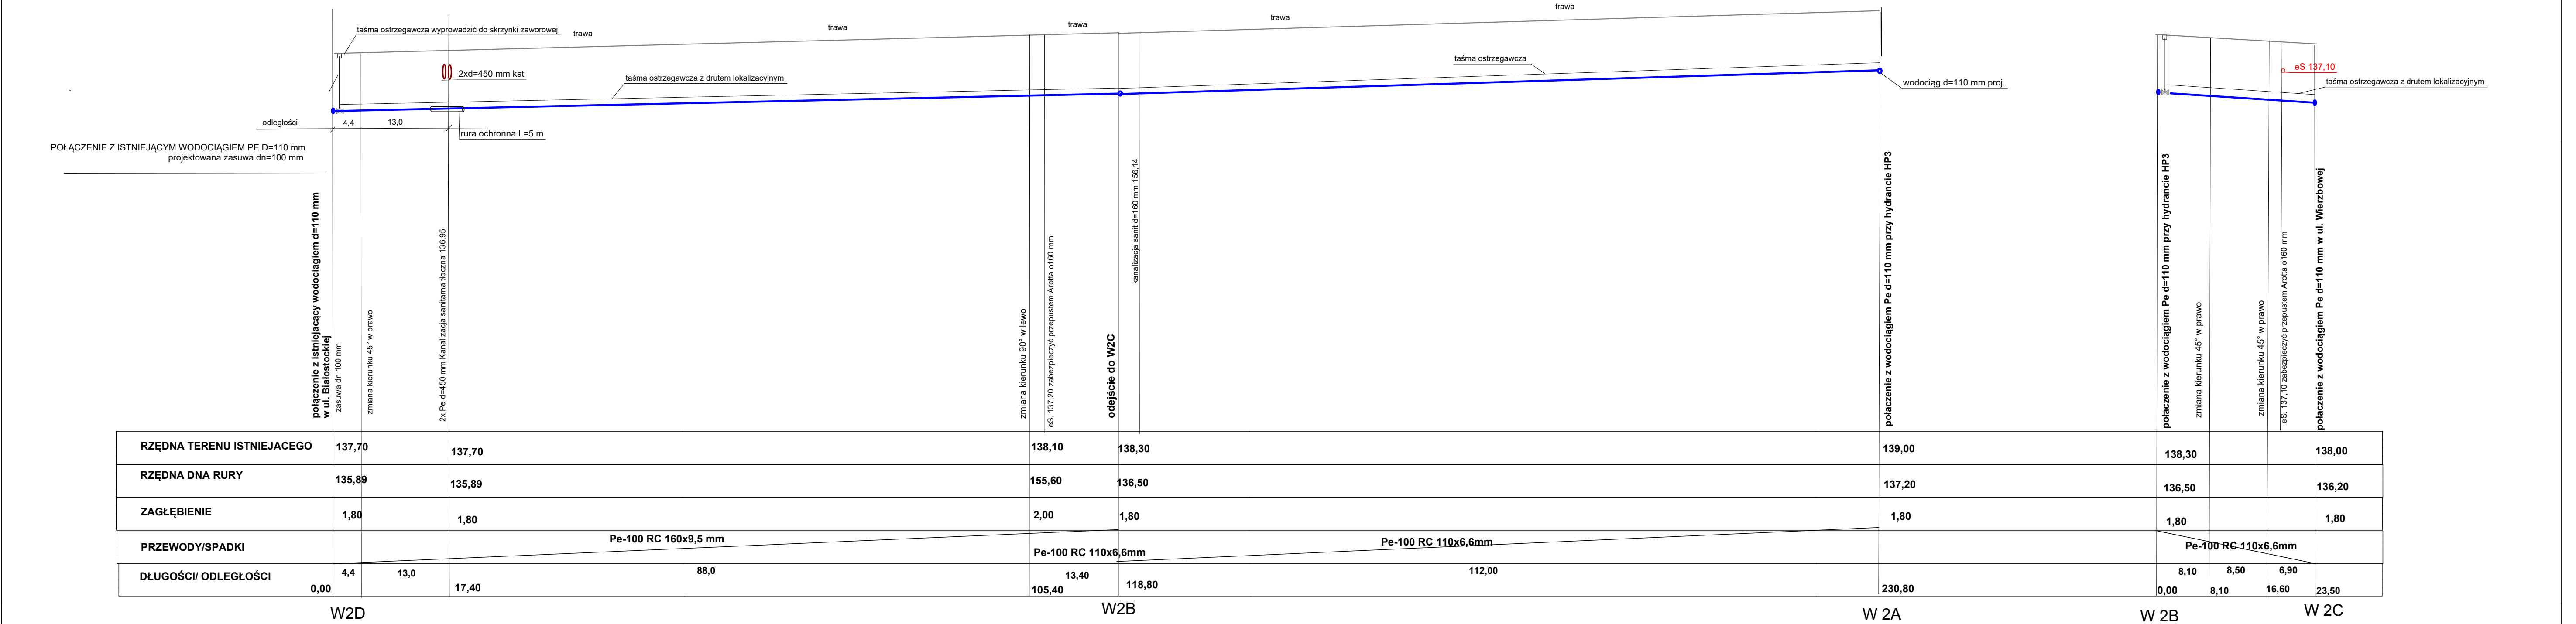 trawa
trawa
trawa
trawa
trawa
taśma ostrzegawcza wyprowadzić do skrzynki zaworowej
2xd=450 mm kst
taśma ostrzegawcza z drutem lokalizacyjnym
taśma ostrzegawcza
wodociąg d=110 mm proj.
eS 137,10
taśma ostrzegawcza z drutem lokalizacyjnym
odległości
4,4
13,0
rura ochronna L=5 m
POŁĄCZENIE Z ISTNIEJĄCYM WODOCIĄGIEM PE D=110 mm
projektowana zasuwa dn=100 mm
połączenie z istniejacący wodociagiem d=110 mm
w ul. Białostockiej
zasuwa dn 100 mm
zmiana kierunku 45° w prawo
2x Pe d=450 mm Kanalizacja sanitarna tłoczna 136,95
zmiana kierunku 90° w lewo
eS. 137,20 zabezpieczyć przepustem Arotta o160 mm
odejście do W2C
kanalizacja sanit d=160 mm 156,14
połaczenie z wodociągiem Pe d=110 mm przy hydrancie HP3
połaczenie z wodociągiem Pe d=110 mm przy hydrancie HP3
zmiana kierunku 45° w prawo
zmiana kierunku 45° w prawo
eS. 137,10 zabezpieczyć przepustem Arotta o160 mm
połaczenie z wodociągiem Pe d=110 mm w ul. Wierzbowej
RZĘDNA TERENU ISTNIEJACEGO 137,70 137,70 138,10 138,30 139,00 138,30 138,00
RZĘDNA DNA RURY 135,89 135,89 155,60 136,50 137,20 136,50 136,20
ZAGŁĘBIENIE 1,80 1,80 2,00 1,80 1,80 1,80 1,80
PRZEWODY/SPADKI Pe-100 RC 160x9,5 mm Pe-100 RC 110x6,6mm Pe-100 RC 110x6,6mm Pe-100 RC 110x6,6mm
DŁUGOŚCI/ ODLEGŁOŚCI 4,4 13,0 88,0 13,40 112,00 8,10 8,50 6,90
0,00 17,40 105,40 118,80 230,80 0,00 8,10 16,60 23,50
W2D W2B W 2A W 2B W 2C